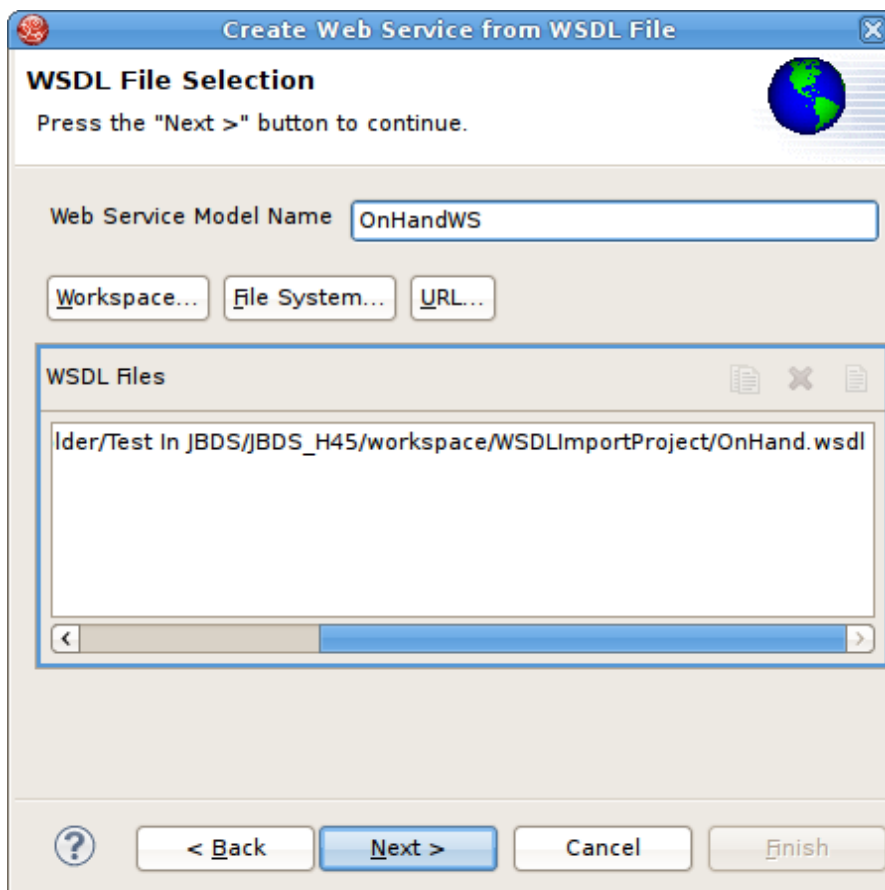 Create Web Service from WSDL File
WSDL File Selection
Press the "Next >" button to continue.
Web Service Model Name OnHandWS
Workspace... File System... URL...
WSDL Files
lder/Test In JBDS/JBDS_H45/workspace/WSDLImportProject/OnHand.wsdl
? < Back Next > Cancel Finish